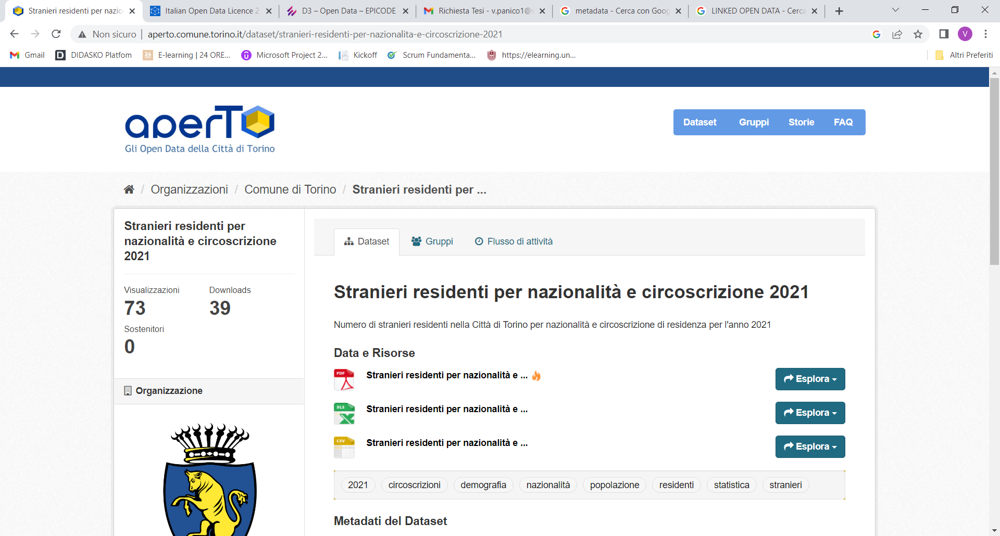 Stranieri residenti per nazio
Italian Open Data Licence 2
D3 – Open Data – EPICODE
Richiesta Tesi - v.panico1@s
metadata - Cerca con Goog
LINKED OPEN DATA - Cerca
Non sicuro
aperto.comune.torino.it/dataset/stranieri-residenti-per-nazionalita-e-circoscrizione-2021
V
Gmail
D DIDASKO Platfom
24 ORE E-learning | 24 ORE...
Microsoft Project 2...
Kickoff
Scrum Fundamenta...
https://elearning.un...
Altri Preferiti
aperTO
Gli Open Data della Città di Torino
Dataset
Gruppi
Storie
FAQ
/ Organizzazioni / Comune di Torino / Stranieri residenti per ...
Stranieri residenti per
nazionalità e circoscrizione
2021
Visualizzazioni
73
Downloads
39
Sostenitori
0
Organizzazione
Dataset
Gruppi
Flusso di attività
Stranieri residenti per nazionalità e circoscrizione 2021
Numero di stranieri residenti nella Città di Torino per nazionalità e circoscrizione di residenza per l'anno 2021
Data e Risorse
PDF Stranieri residenti per nazionalità e ...
Esplora
XLS Stranieri residenti per nazionalità e ...
Esplora
CSV Stranieri residenti per nazionalità e ...
Esplora
2021
circoscrizioni
demografia
nazionalità
popolazione
residenti
statistica
stranieri
Metadati del Dataset